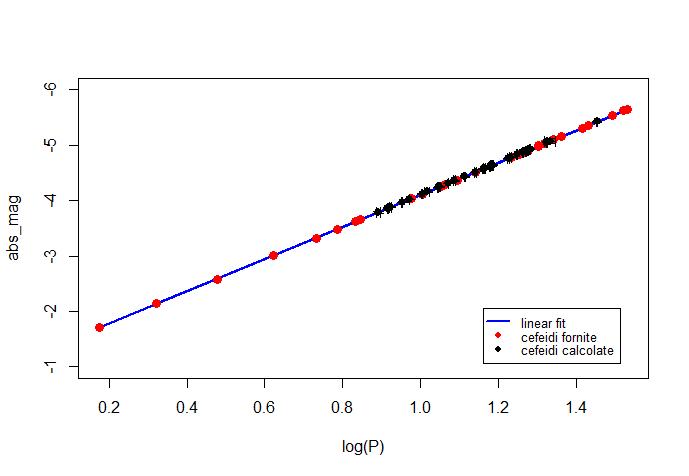 -6
-5
-4
-3
-2
-1
abs_mag
linear fit
cefeidi fornite
cefeidi calcolate
0.2 0.4 0.6 0.8 1.0 1.2 1.4
log(P)